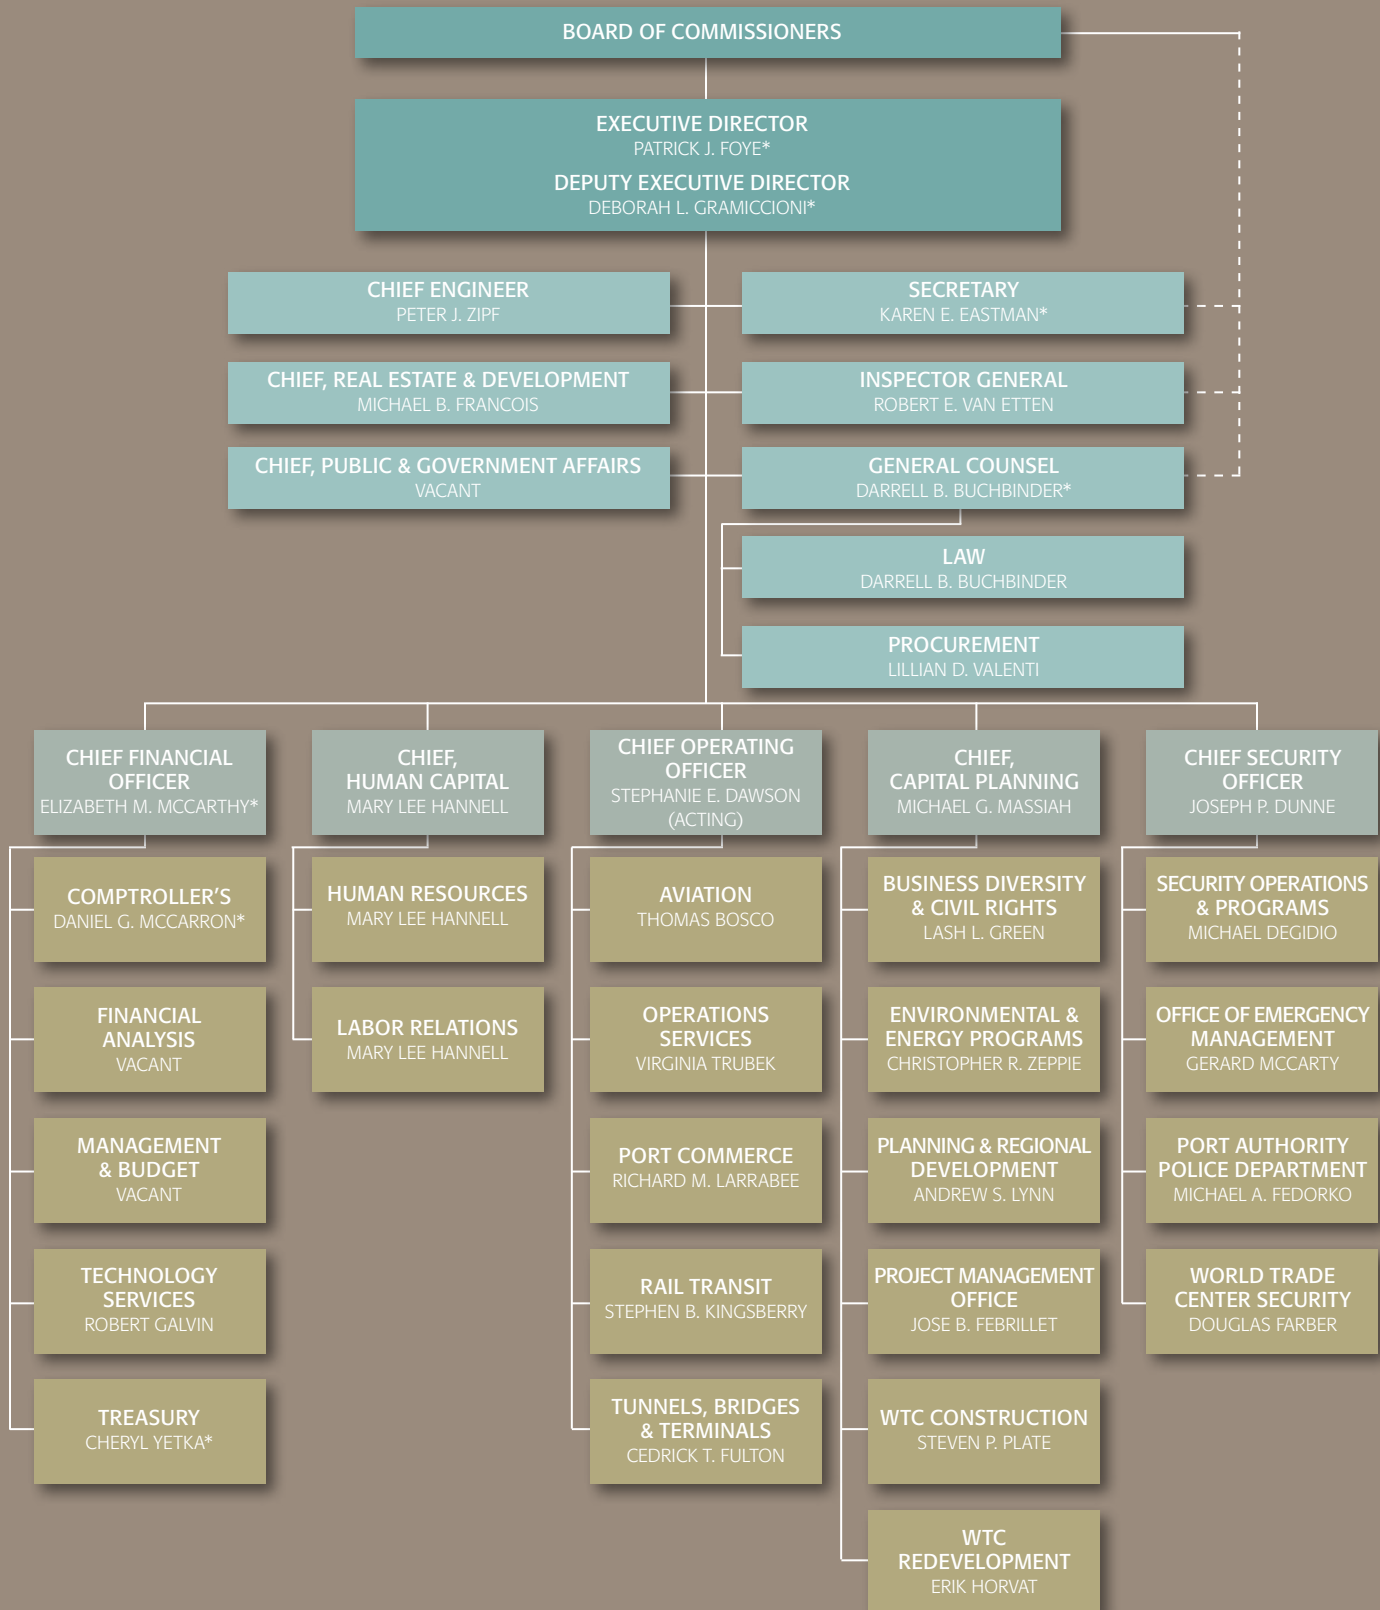 BOARD OF COMMISSIONERS
EXECUTIVE DIRECTOR
PATRICK J. FOYE*
DEPUTY EXECUTIVE DIRECTOR
DEBORAH L. GRAMICCIONI*
CHIEF ENGINEER
PETER J. ZIPF
SECRETARY
KAREN E. EASTMAN*
CHIEF, REAL ESTATE & DEVELOPMENT
MICHAEL B. FRANCOIS
INSPECTOR GENERAL
ROBERT E. VAN ETTEN
CHIEF, PUBLIC & GOVERNMENT AFFAIRS
VACANT
GENERAL COUNSEL
DARRELL B. BUCHBINDER*
LAW
DARRELL B. BUCHBINDER
PROCUREMENT
LILLIAN D. VALENTI
CHIEF FINANCIAL
OFFICER
ELIZABETH M. MCCARTHY*
COMPTROLLER'S
DANIEL G. MCCARRON*
FINANCIAL
ANALYSIS
VACANT
MANAGEMENT
& BUDGET
VACANT
TECHNOLOGY
SERVICES
ROBERT GALVIN
TREASURY
CHERYL YETKA*
CHIEF,
HUMAN CAPITAL
MARY LEE HANNELL
HUMAN RESOURCES
MARY LEE HANNELL
LABOR RELATIONS
MARY LEE HANNELL
CHIEF OPERATING
OFFICER
STEPHANIE E. DAWSON
(ACTING)
AVIATION
THOMAS BOSCO
OPERATIONS
SERVICES
VIRGINIA TRUBEK
PORT COMMERCE
RICHARD M. LARRABEE
RAIL TRANSIT
STEPHEN B. KINGSBERRY
TUNNELS, BRIDGES
& TERMINALS
CEDRICK T. FULTON
CHIEF,
CAPITAL PLANNING
MICHAEL G. MASSIAH
BUSINESS DIVERSITY
& CIVIL RIGHTS
LASH L. GREEN
ENVIRONMENTAL &
ENERGY PROGRAMS
CHRISTOPHER R. ZEPPIE
PLANNING & REGIONAL
DEVELOPMENT
ANDREW S. LYNN
PROJECT MANAGEMENT
OFFICE
JOSE B. FEBRILLET
WTC CONSTRUCTION
STEVEN P. PLATE
WTC
REDEVELOPMENT
ERIK HORVAT
CHIEF SECURITY
OFFICER
JOSEPH P. DUNNE
SECURITY OPERATIONS
& PROGRAMS
MICHAEL DEGIDIO
OFFICE OF EMERGENCY
MANAGEMENT
GERARD MCCARTY
PORT AUTHORITY
POLICE DEPARTMENT
MICHAEL A. FEDORKO
WORLD TRADE
CENTER SECURITY
DOUGLAS FARBER